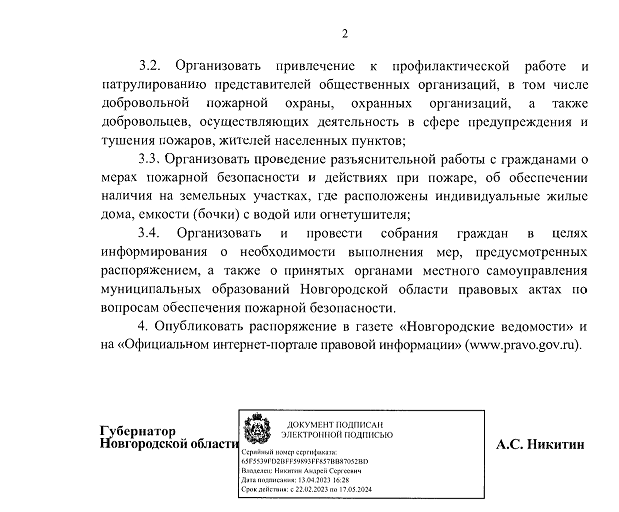 2
3.2. Организовать привлечение к профилактической работе и
патрулированию представителей общественных организаций, в том числе
добровольной пожарной охраны, охранных организаций, а также
добровольцев, осуществляющих деятельность в сфере предупреждения и
тушения пожаров, жителей населенных пунктов;
3.3. Организовать проведение разъяснительной работы с гражданами о
мерах пожарной безопасности и действиях при пожаре, об обеспечении
наличия на земельных участках, где расположены индивидуальные жилые
дома, емкости (бочки) с водой или огнетушителя;
3.4. Организовать и провести собрания граждан в целях
информирования о необходимости выполнения мер, предусмотренных
распоряжением, а также о принятых органами местного самоуправления
муниципальных образований Новгородской области правовых актах по
вопросам обеспечения пожарной безопасности.
4. Опубликовать распоряжение в газете «Новгородские ведомости» и
на «Официальном интернет-портале правовой информации» (www.pravo.gov.ru).
Губернатор
Новгородской области
ДОКУМЕНТ ПОДПИСАН
ЭЛЕКТРОННОЙ ПОДПИСЬЮ
Серийный номер сертификата:
65F5539FD2BFF59893FF857BB87052BD
Владелец: Никитин Андрей Сергеевич
Дата подписания: 13.04.2023 16:28
Срок действия: с 22.02.2023 по 17.05.2024
А.С. Никитин